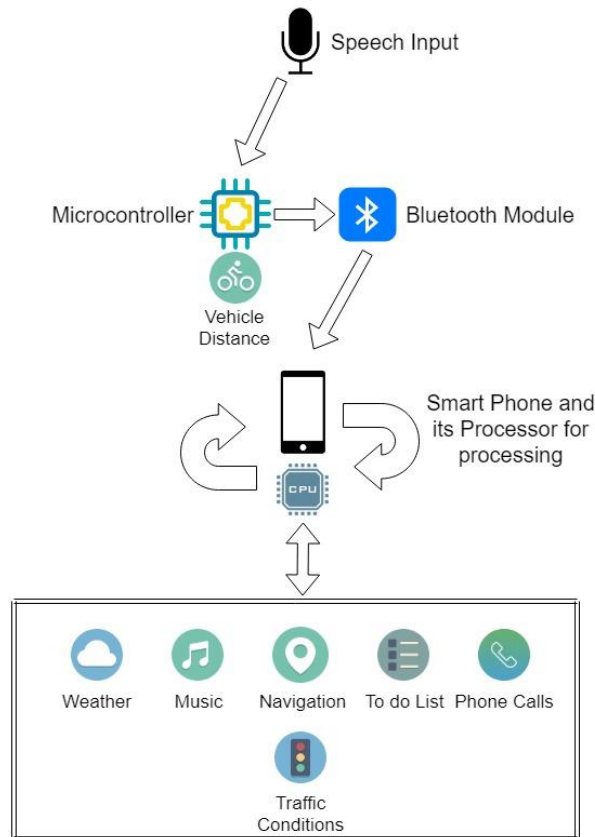 Speech Input
Microcontroller
Bluetooth Module
Vehicle
Distance
Smart Phone and
its Processor for
processing
CPU
Weather
Music
Navigation
To do List
Phone Calls
Traffic
Conditions